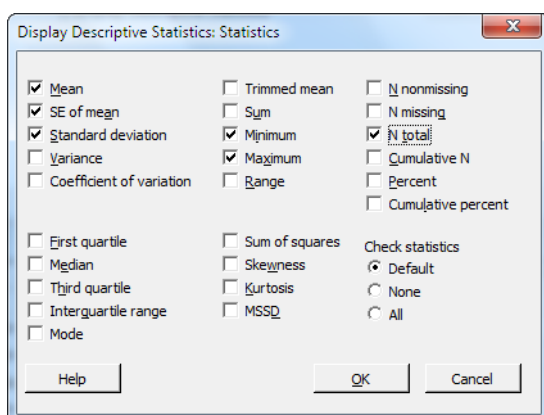 Display Descriptive Statistics: Statistics
Mean
SE of mean
Standard deviation
Variance
Coefficient of variation
Trimmed mean
Sum
Minimum
Maximum
Range
N nonmissing
N missing
N total
Cumulative N
Percent
Cumulative percent
First quartile
Median
Third quartile
Interquartile range
Mode
Sum of squares
Skewness
Kurtosis
MSSD
Check statistics
Default
None
All
Help
OK
Cancel